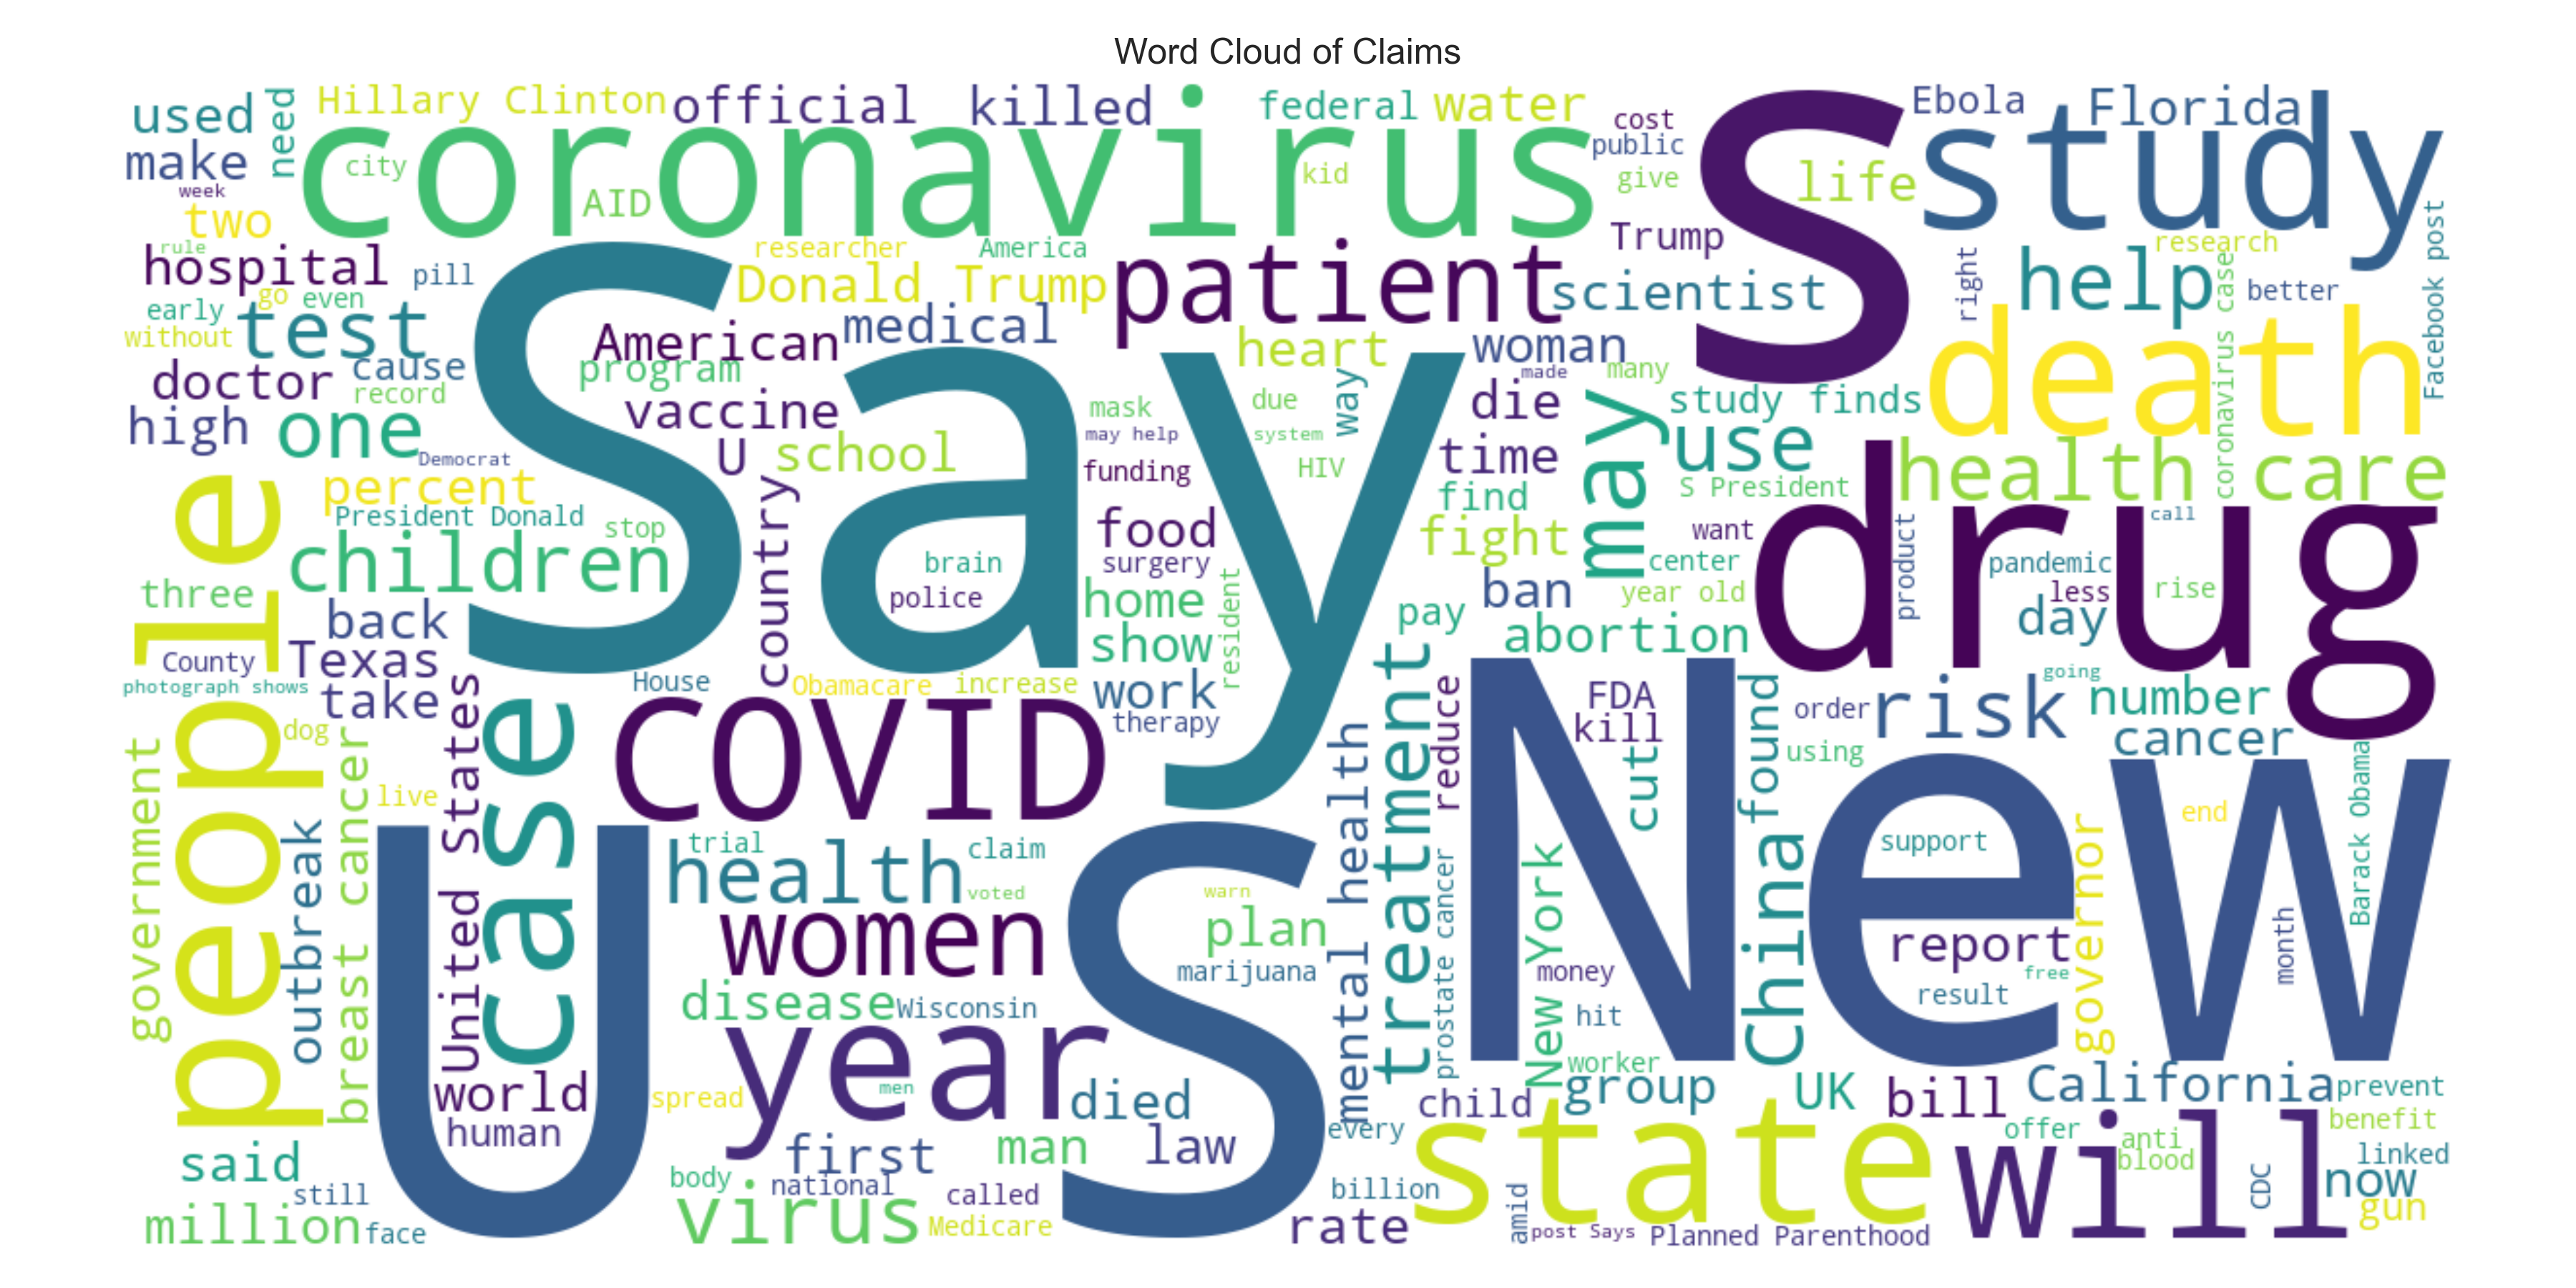 Word Cloud of Claims
used
need
Hillary Clinton
official
killed
federal
water
cost
Ebola
Florida
make
city
coronavirus
kid
public
S
study
week
AID
give
life
two
rule
researcher
America
Trump
research
Facebook post
hospital
pill
Donald Trump
patient
scientist
right
help
coronavirus case
better
go
even
early
without
test
American
medical
heart
woman
death
doctor
cause
program
made
many
record
vaccine
mask
due
way
die
may
study finds
high
one
U
school
may help
system
time
use
Democrat
funding
HIV
health care
people
percent
Say
country
find
S President
President Donald
stop
food
fight
want
drug
product
call
children
brain
surgery
center
pandemic
three
police
home
resident
ban
year old
less
rise
back
show
pay
abortion
day
County
Texas
photograph shows
take
House
Obamacare
increase
work
treatment
reduce
New
FDA
kill
found
order
risk
going
number
United States
case
COVID
therapy
cancer
dog
government
breast cancer
live
mental health
cut
using
Barack Obama
outbreak
US
health
trial
claim
voted
warn
plan
prostate cancer
New York
China
support
end
governor
women
marijuana
money
report
free
month
disease
Wisconsin
hit
result
year
worker
world
human
spread
men
died
child
group
UK
bill
California
prevent
every
state
will
offer
anti
benefit
said
first
man
law
blood
linked
still
body
national
called
billion
amid
CDC
now
million
face
virus
Medicare
rate
post Says
Planned Parenthood
gun